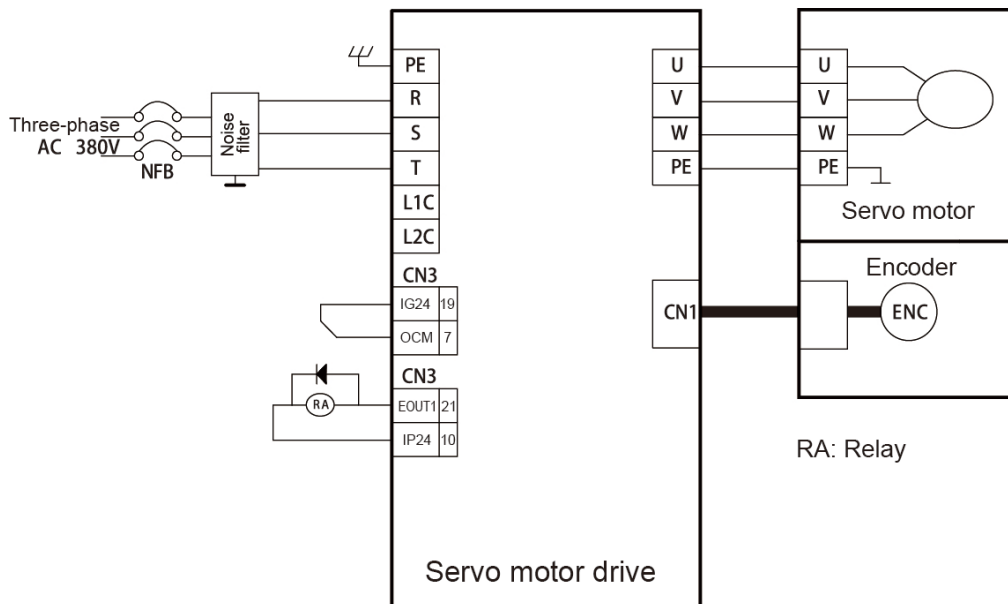 Three-phase
AC 380V
NFB
Noise
filter
PE
R
S
T
L1C
L2C
CN3
IG24 19
OCM 7
CN3
EOUT1 21
IP24 10
RA
U
V
W
PE
CN1
U
V
W
PE
Servo motor
Encoder
ENC
RA: Relay
Servo motor drive